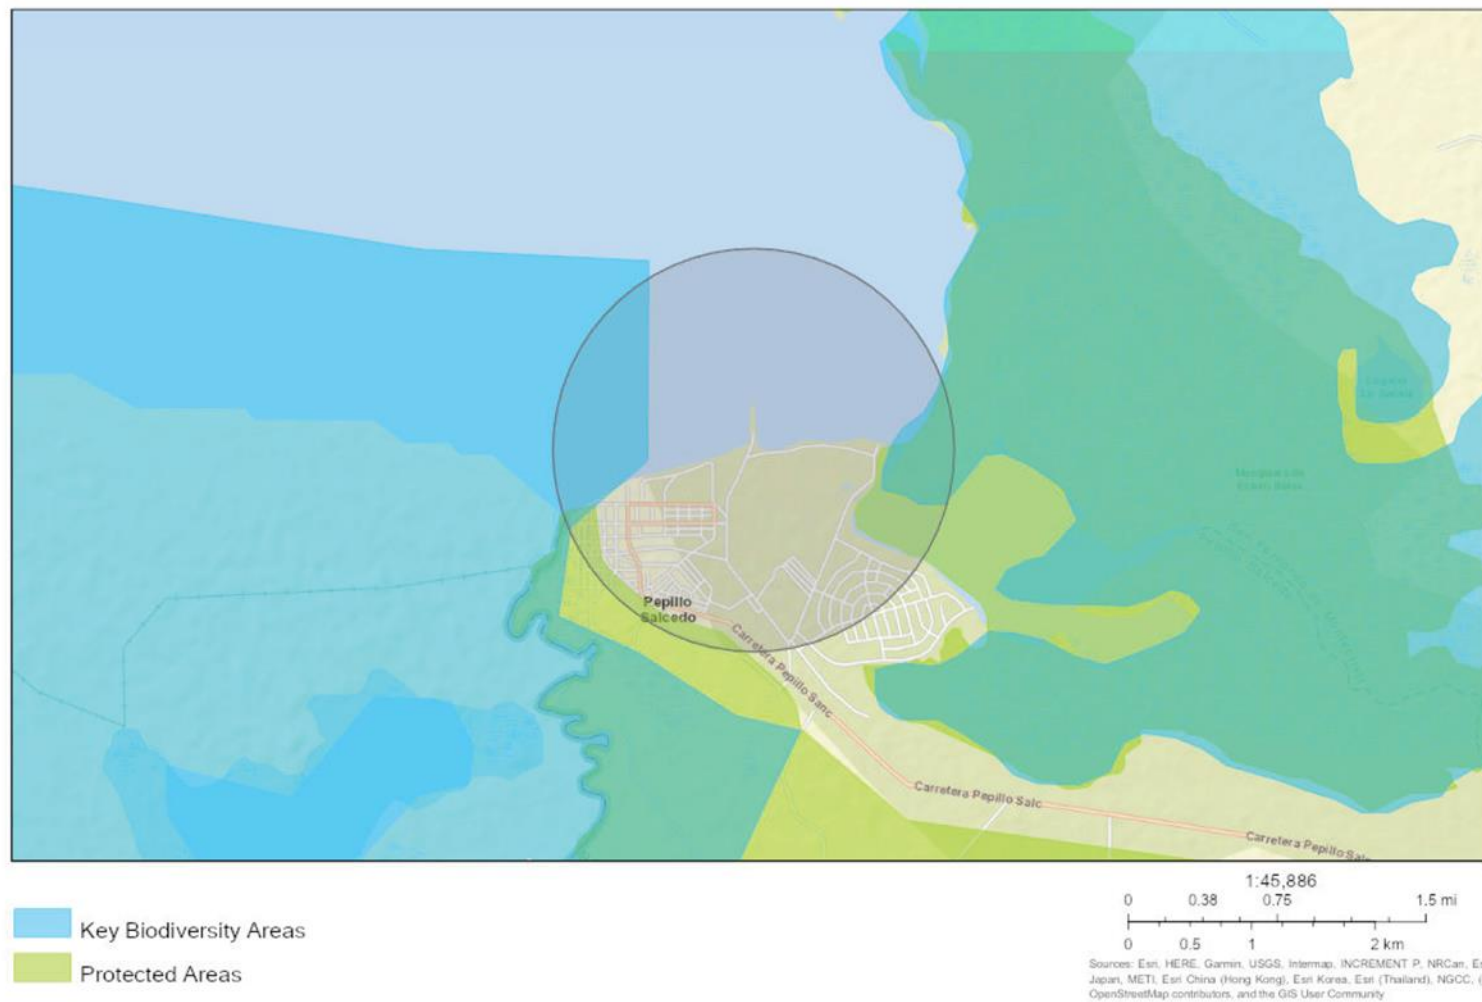 Pepillo
Salcedo
Carretera Pepillo Sanc
Carretera Pepillo Salc
Carretera Pepillo Salc
Key Biodiversity Areas
Protected Areas
1:45,886
0 0.38 0.75 1.5 mi
0 0.5 1 2 km
Sources: Esri, HERE, Garmin, USGS, Intermap, INCREMENT P, NRCan, Es
Japan, METI, Esri China (Hong Kong), Esri Korea, Esri (Thailand), NGCC, (
OpenStreetMap contributors, and the GIS User Community